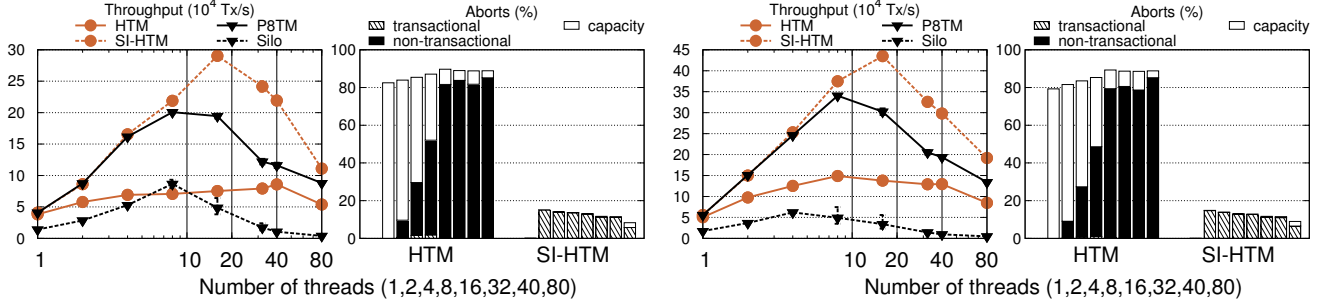 Throughput (10⁴ Tx/s)
HTM
P8TM
SI-HTM
Silo
30
25
20
15
10
5
0
1
10
20
40
80
Aborts (%)
transactional
capacity
non-transactional
100
80
60
40
20
0
HTM
SI-HTM
Number of threads (1,2,4,8,16,32,40,80)
Throughput (10⁴ Tx/s)
HTM
P8TM
SI-HTM
Silo
45
40
35
30
25
20
15
10
5
0
1
10
20
40
80
Aborts (%)
transactional
capacity
non-transactional
100
80
60
40
20
0
HTM
SI-HTM
Number of threads (1,2,4,8,16,32,40,80)